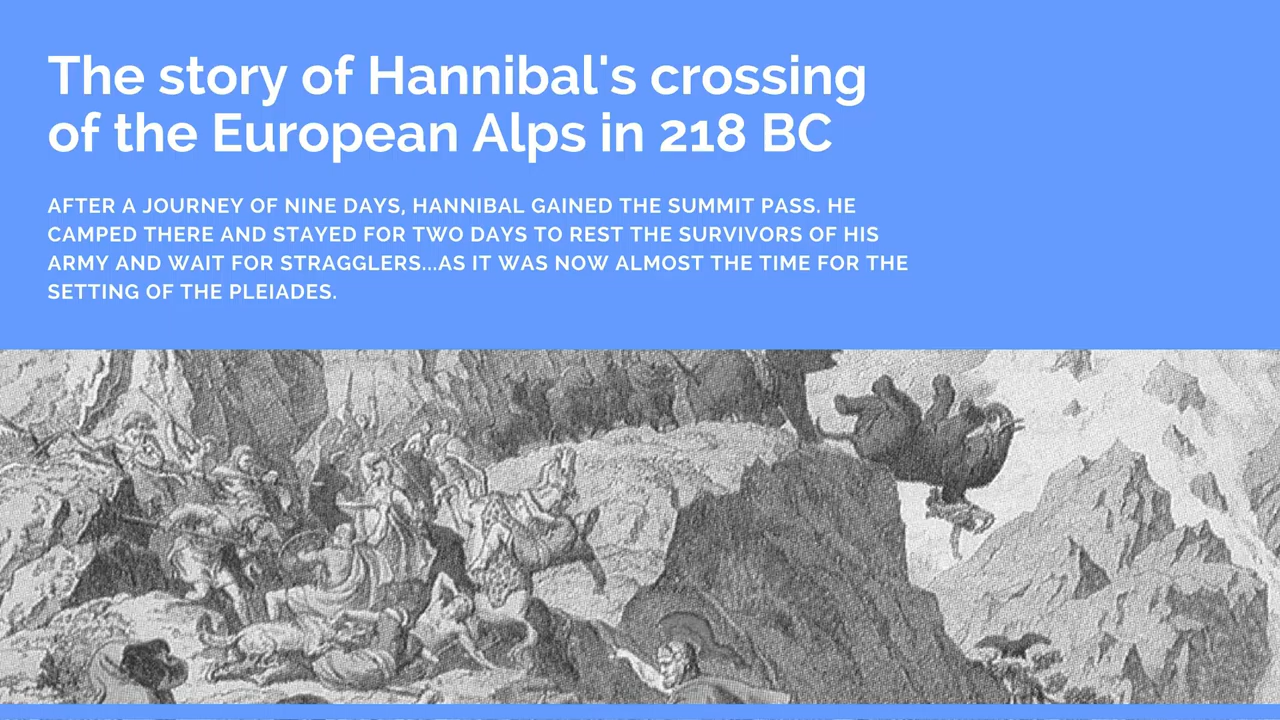 The story of Hannibal's crossing
of the European Alps in 218 BC
AFTER A JOURNEY OF NINE DAYS, HANNIBAL GAINED THE SUMMIT PASS. HE
CAMPED THERE AND STAYED FOR TWO DAYS TO REST THE SURVIVORS OF HIS
ARMY AND WAIT FOR STRAGGLERS...AS IT WAS NOW ALMOST THE TIME FOR THE
SETTING OF THE PLEIADES.